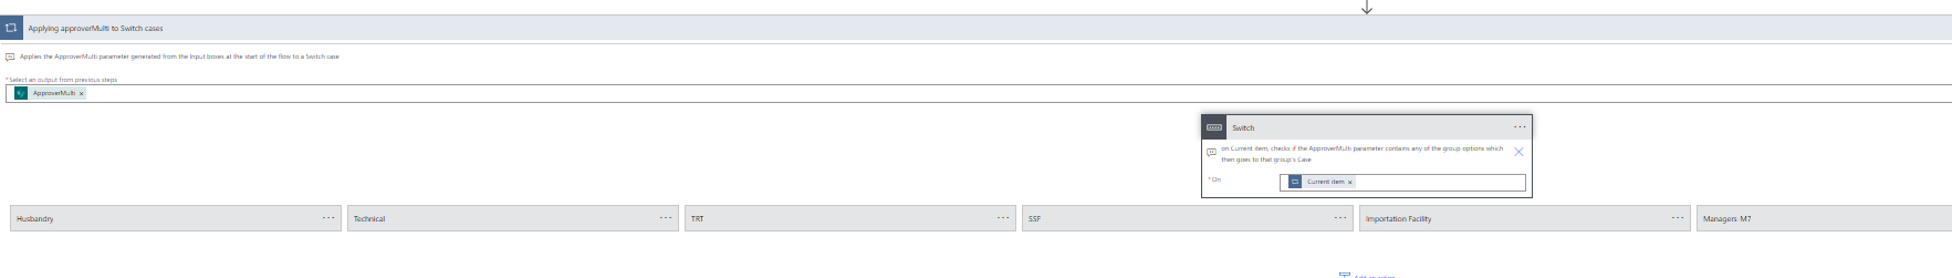 Applying approverMulti to Switch cases
Applies the ApproverMulti parameter generated from the Input boxes at the start of the flow to a Switch case
* Select an output from previous steps
ApproverMulti ×
Switch
on Current item, checks if the ApproverMulti parameter contains any of the group options which
then goes to that group's Case
* On
Current item ×
Husbandry
Technical
TRT
SSF
Importation Facility
Managers M7
Add an action